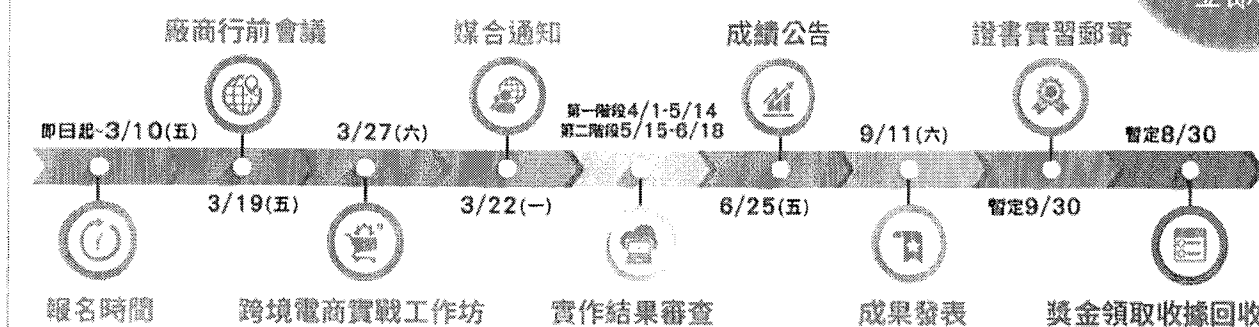 廠商行前會議
媒合通知
成績公告
證書實習郵寄
即日起~3/10(五)
3/27(六)
第一階段4/1-5/14
第二階段5/15-6/18
9/11(六)
暫定8/30
3/19(五)
3/22(一)
6/25(五)
暫定9/30
報名時間
跨境電商實戰工作坊
實作結果審查
成果發表
獎金領取收據回收